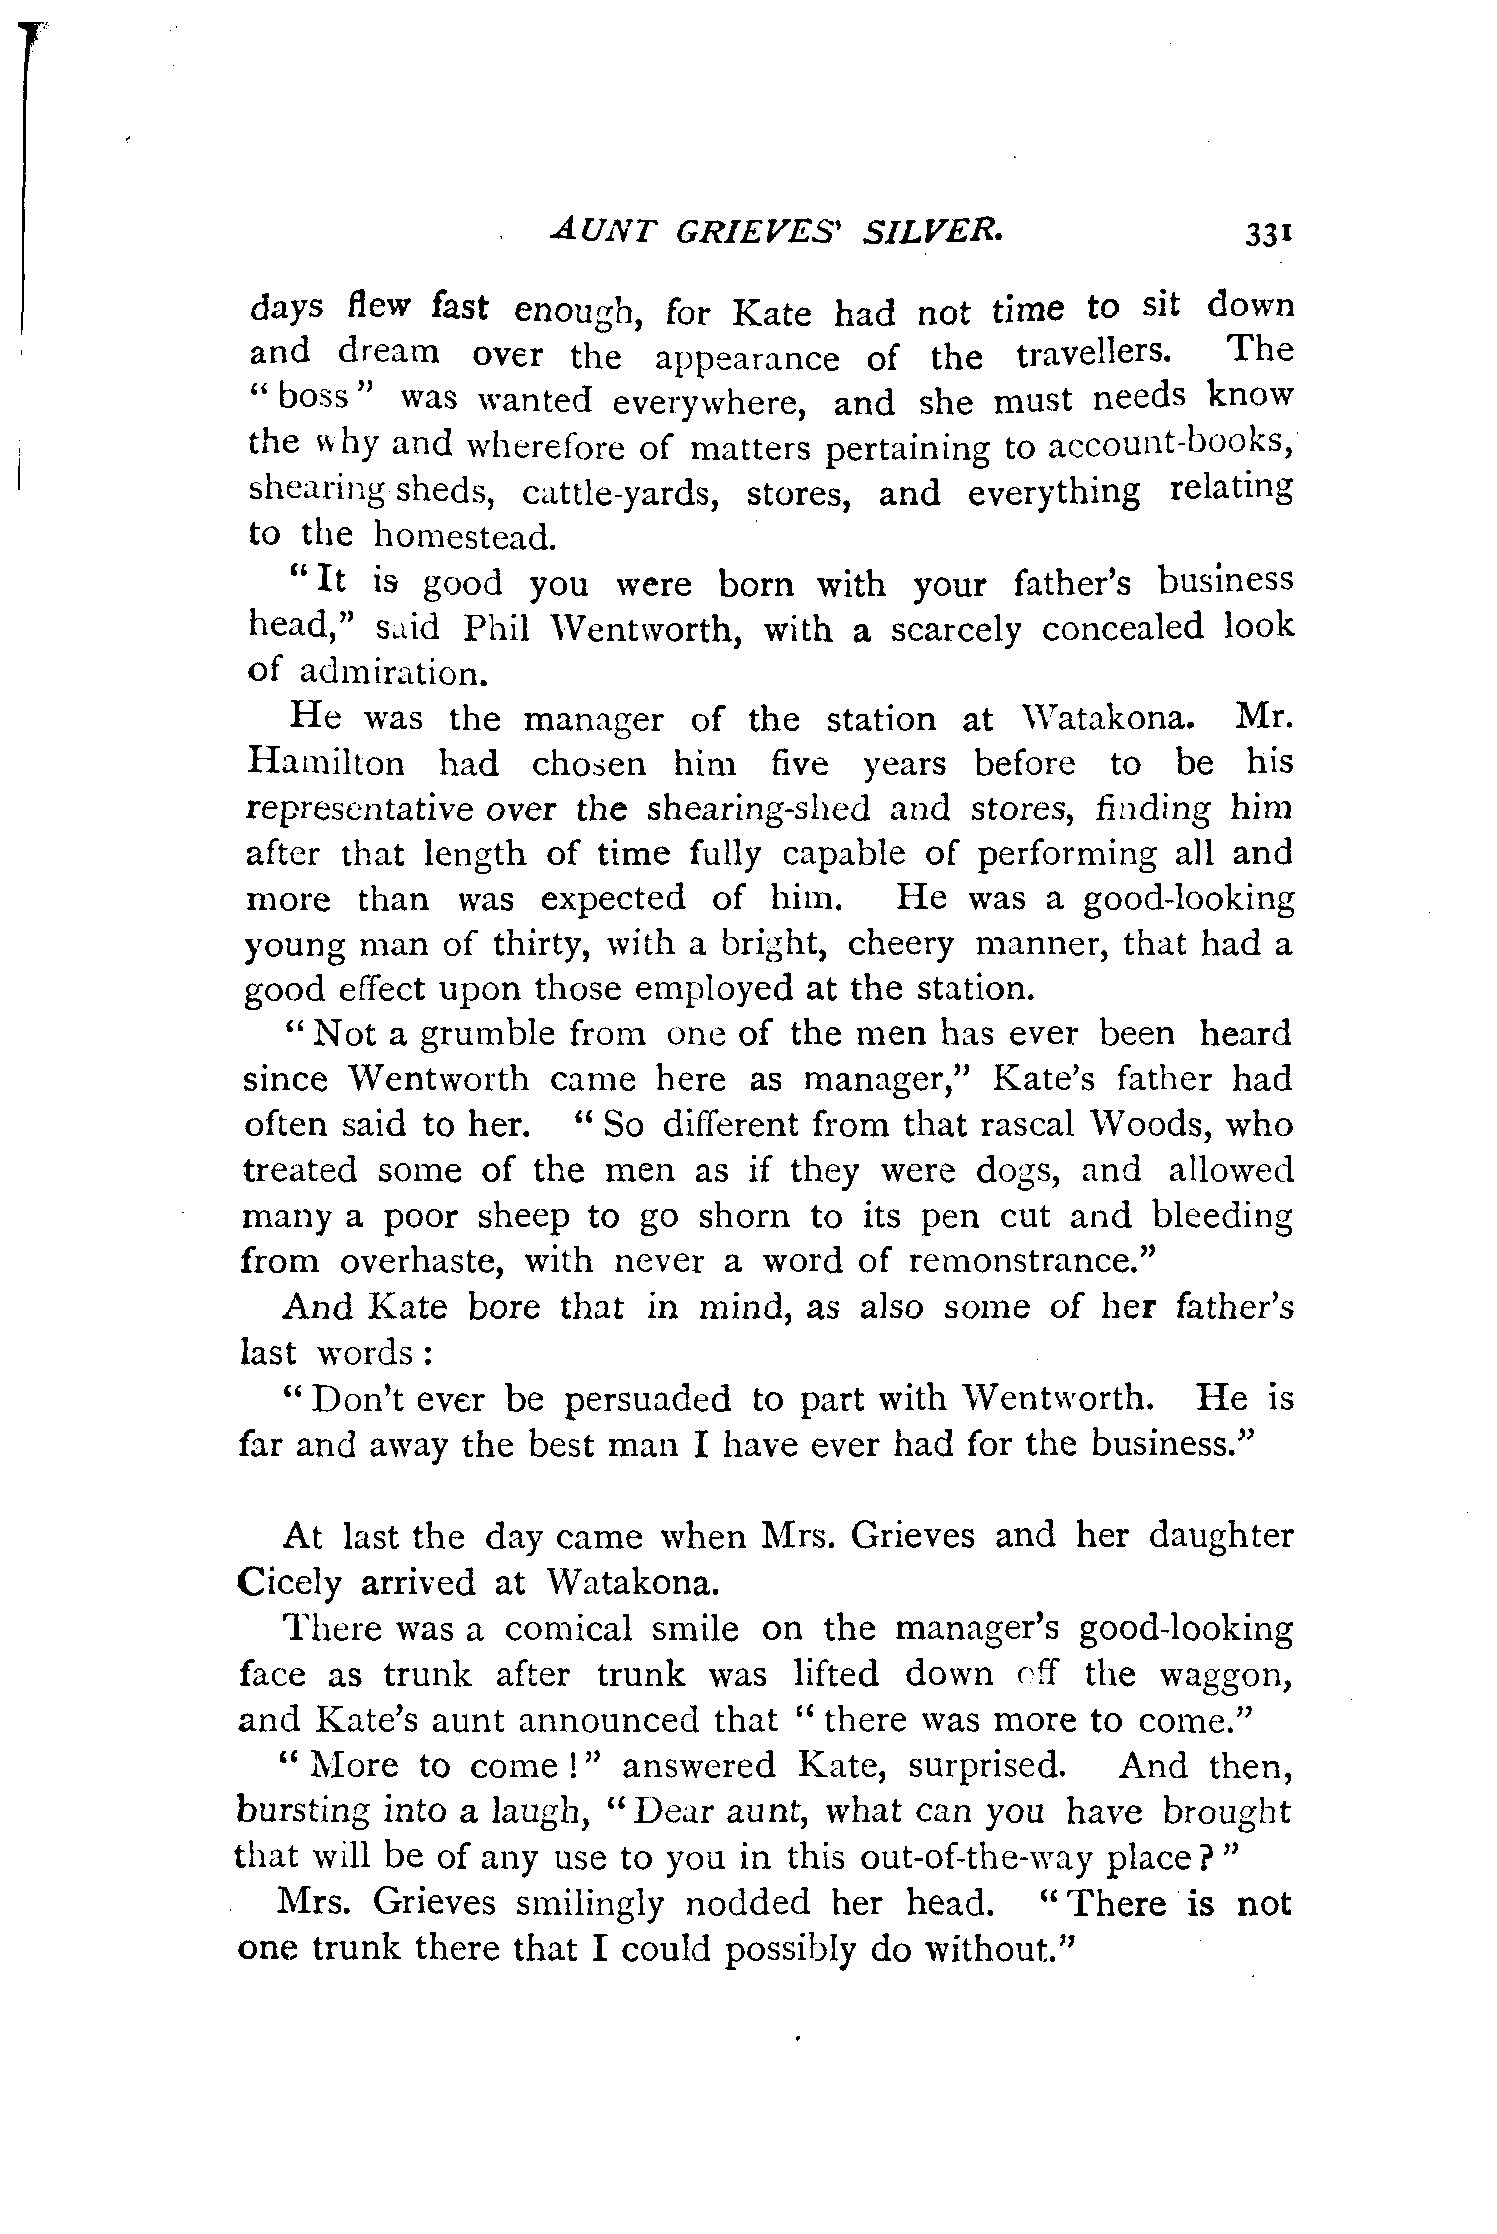 AUNT GRIEVES' SILVER. 331
days flew fast enough, for Kate had not time to sit down
and dream over the appearance of the travellers. The
"boss" was wanted everywhere, and she must needs know
the why and wherefore of matters pertaining to account-books,
shearing sheds, cattle-yards, stores, and everything relating
to the homestead.
"It is good you were born with your father's business
head," said Phil Wentworth, with a scarcely concealed look
of admiration.
He was the manager of the station at Watakona. Mr.
Hamilton had chosen him five years before to be his
representative over the shearing-shed and stores, finding him
after that length of time fully capable of performing all and
more than was expected of him. He was a good-looking
young man of thirty, with a bright, cheery manner, that had a
good effect upon those employed at the station.
"Not a grumble from one of the men has ever been heard
since Wentworth came here as manager," Kate's father had
often said to her. "So different from that rascal Woods, who
treated some of the men as if they were dogs, and allowed
many a poor sheep to go shorn to its pen cut and bleeding
from overhaste, with never a word of remonstrance."
And Kate bore that in mind, as also some of her father's
last words:
"Don't ever be persuaded to part with Wentworth. He is
far and away the best man I have ever had for the business."
At last the day came when Mrs. Grieves and her daughter
Cicely arrived at Watakona.
There was a comical smile on the manager's good-looking
face as trunk after trunk was lifted down off the waggon,
and Kate's aunt announced that "there was more to come."
"More to come!" answered Kate, surprised. And then,
bursting into a laugh, "Dear aunt, what can you have brought
that will be of any use to you in this out-of-the-way place?"
Mrs. Grieves smilingly nodded her head. "There is not
one trunk there that I could possibly do without."